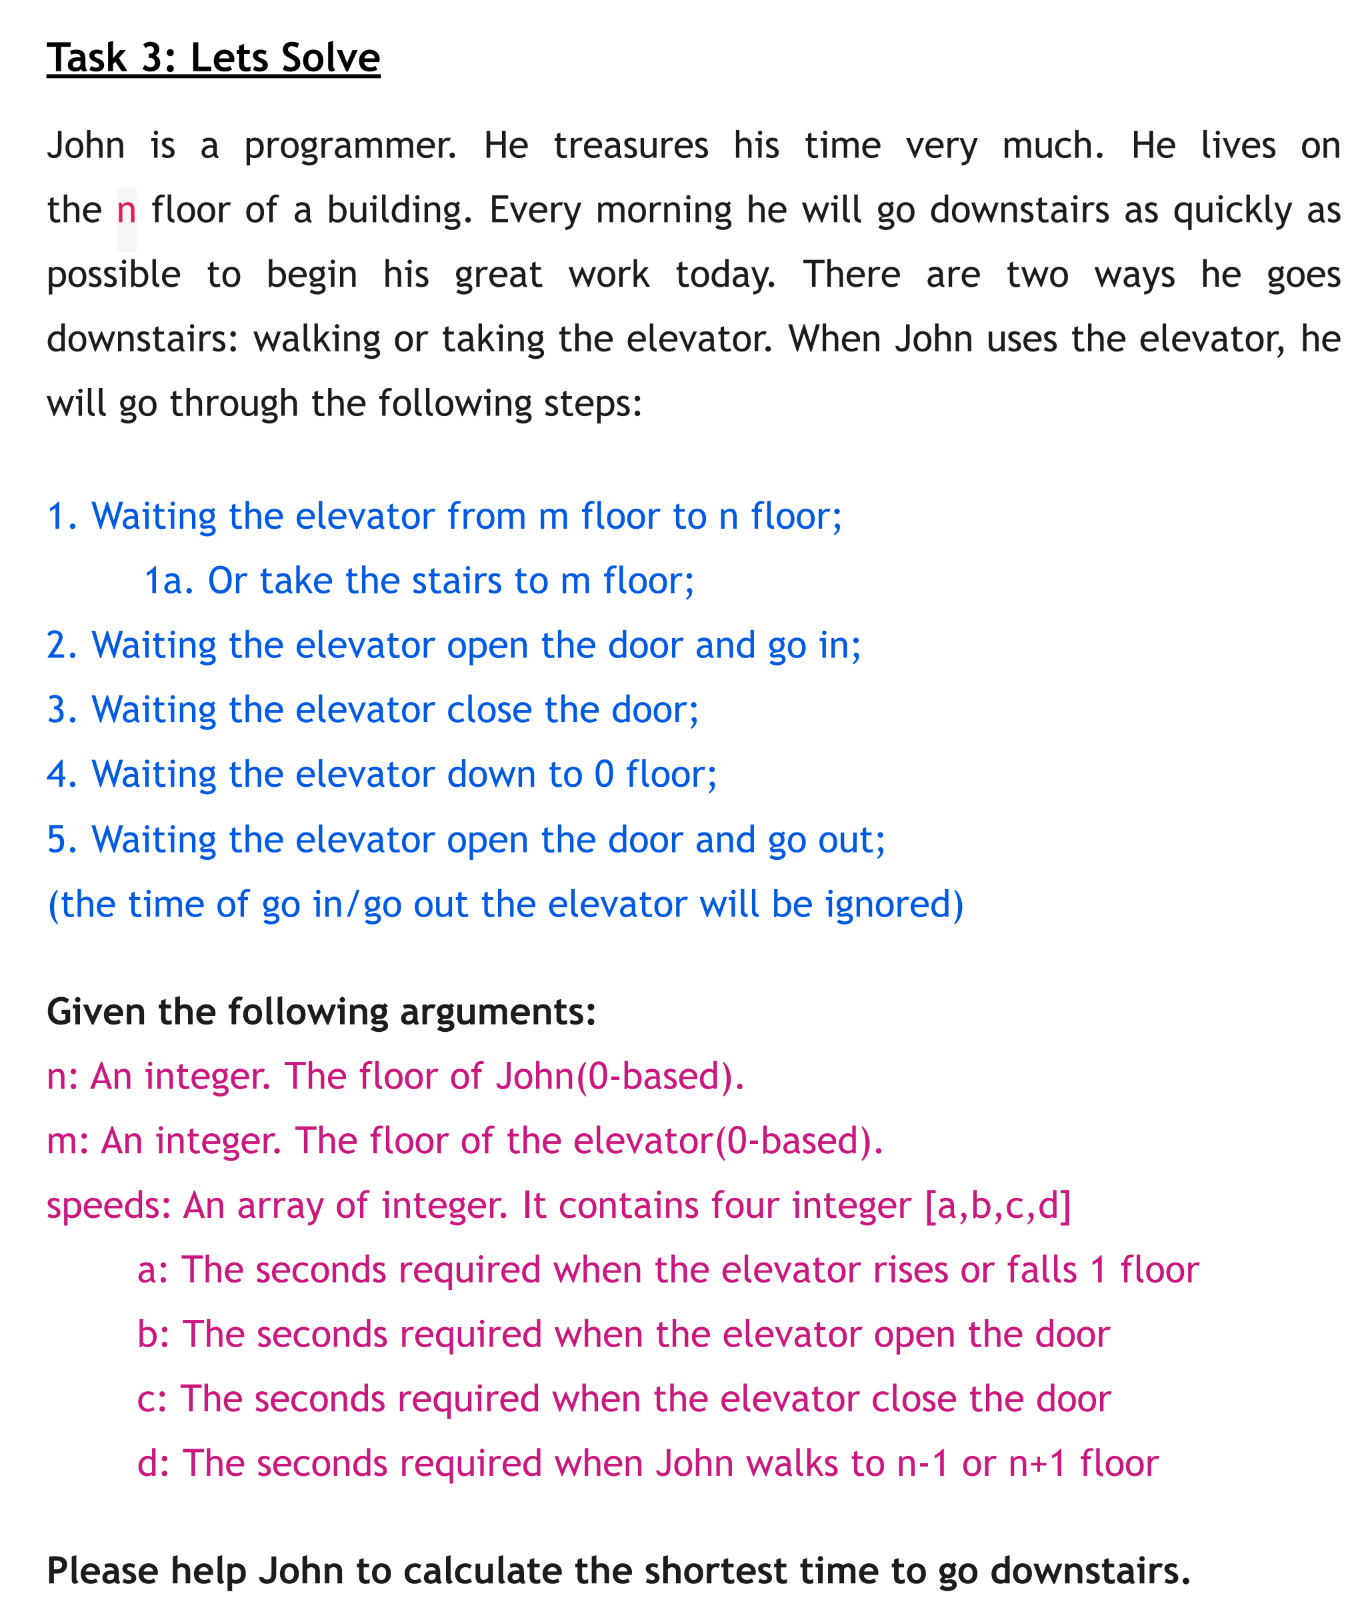 Task 3: Lets Solve
John is a programmer. He treasures his time very much. He lives on
the n floor of a building. Every morning he will go downstairs as quickly as
possible to begin his great work today. There are two ways he goes
downstairs: walking or taking the elevator. When John uses the elevator, he
will go through the following steps:
1. Waiting the elevator from m floor to n floor;
1a. Or take the stairs to m floor;
2. Waiting the elevator open the door and go in;
3. Waiting the elevator close the door;
4. Waiting the elevator down to 0 floor;
5. Waiting the elevator open the door and go out;
(the time of go in/go out the elevator will be ignored)
Given the following arguments:
n: An integer. The floor of John(0-based).
m: An integer. The floor of the elevator(0-based).
speeds: An array of integer. It contains four integer [a,b,c,d]
a: The seconds required when the elevator rises or falls 1 floor
b: The seconds required when the elevator open the door
c: The seconds required when the elevator close the door
d: The seconds required when John walks to n-1 or n+1 floor
Please help John to calculate the shortest time to go downstairs.